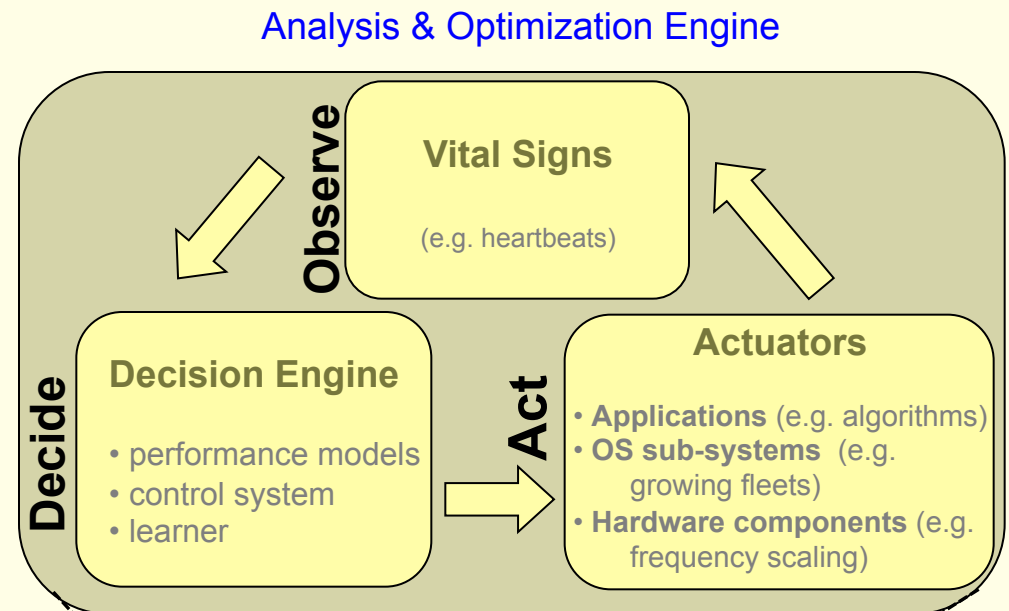 Analysis & Optimization Engine
Observe
Vital Signs
(e.g. heartbeats)
Decide
Decision Engine
• performance models
• control system
• learner
Act
Actuators
• Applications (e.g. algorithms)
• OS sub-systems (e.g.
growing fleets)
• Hardware components (e.g.
frequency scaling)